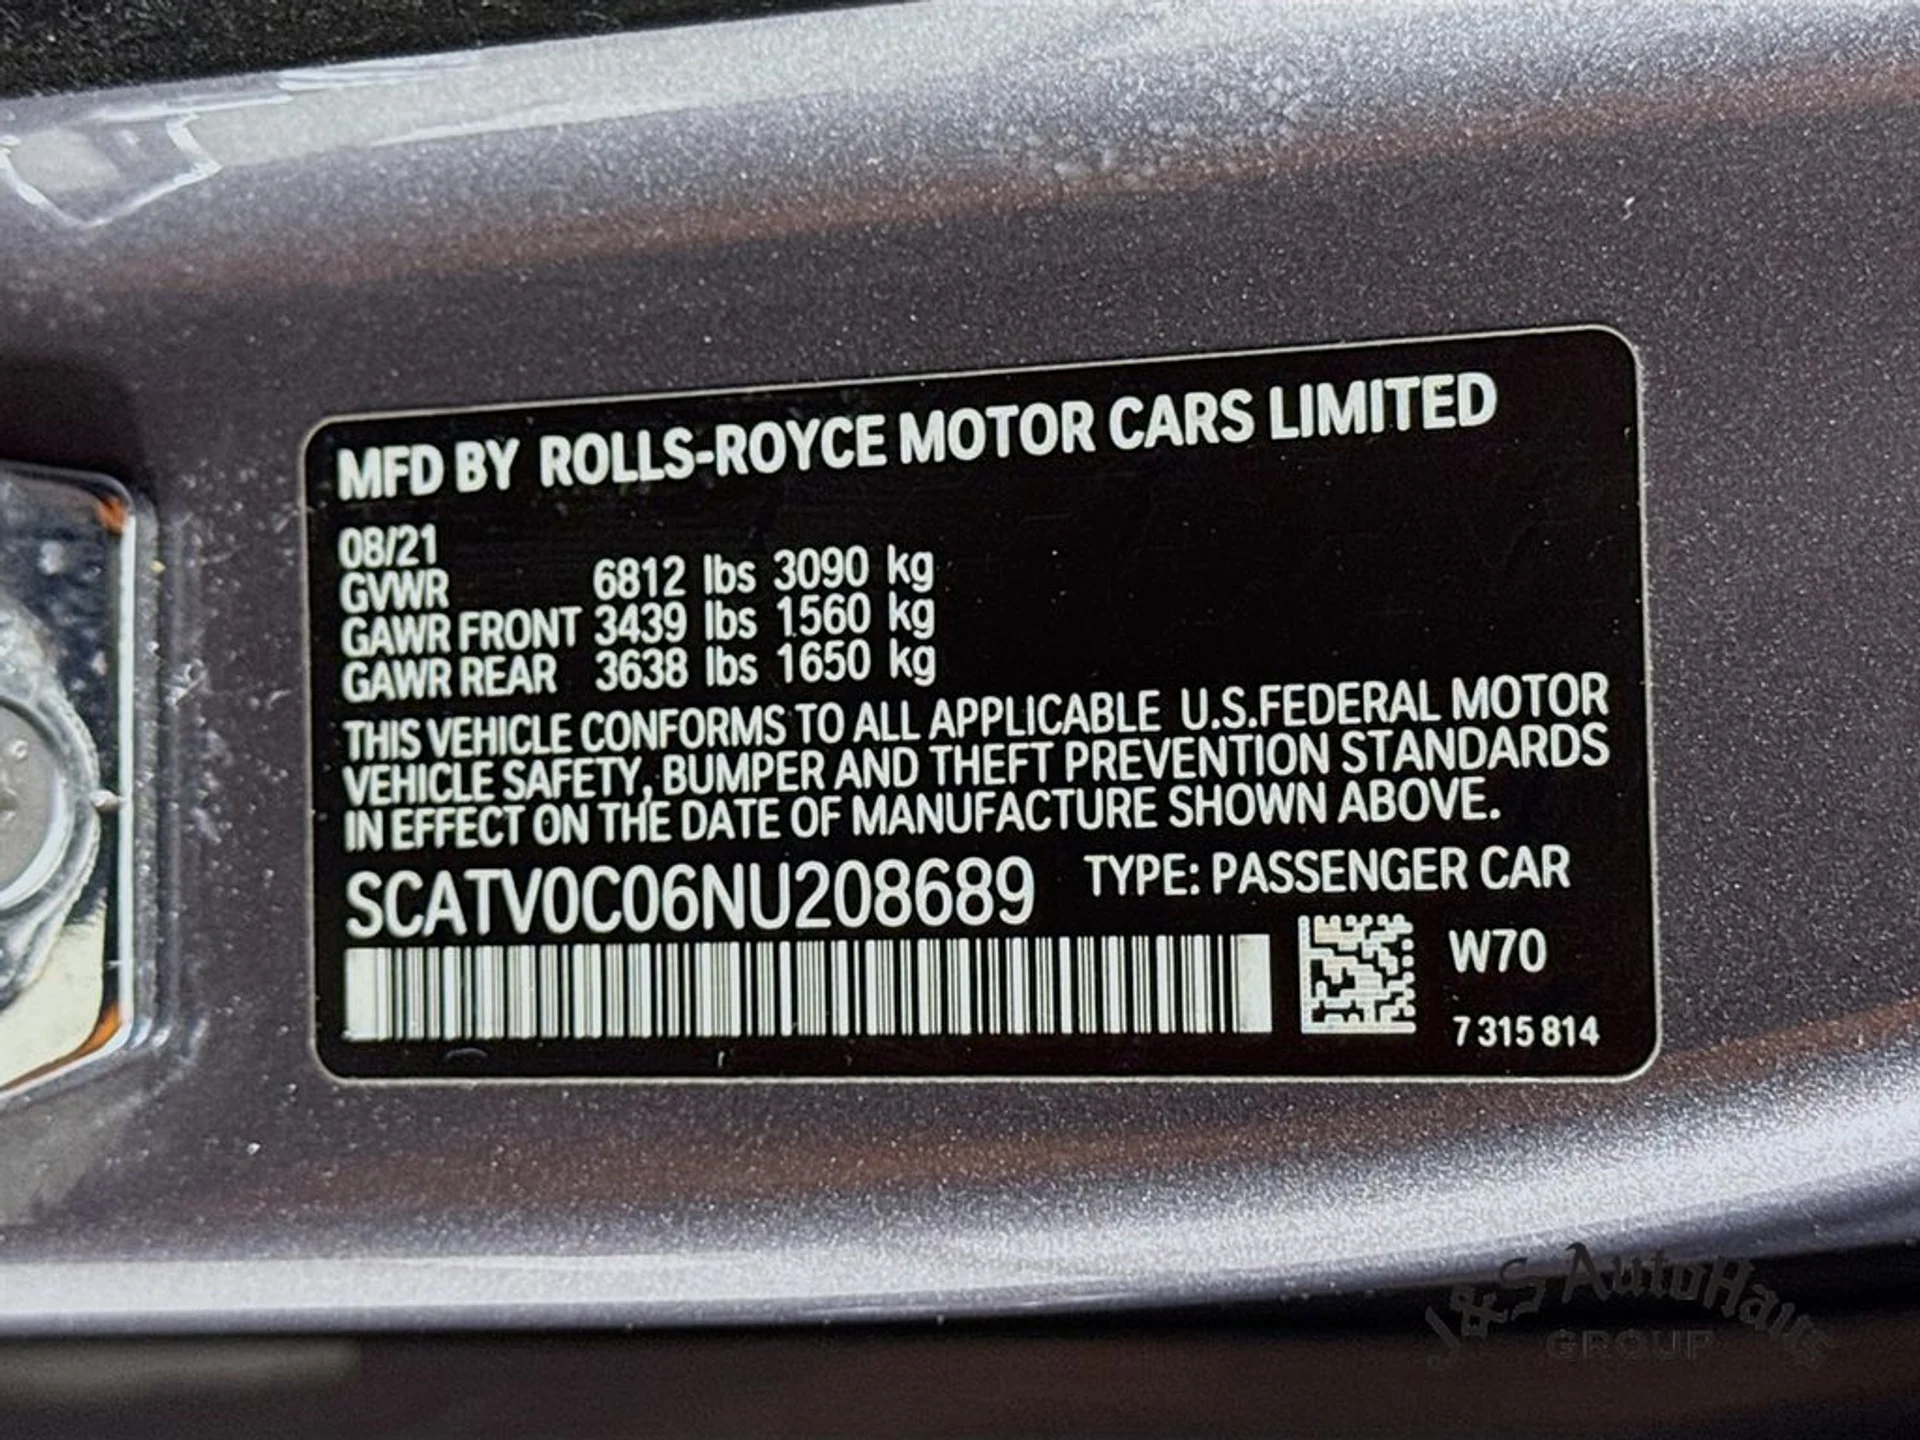 MFD BY ROLLS-ROYCE MOTOR CARS LIMITED
08/21
GVWR 6812 lbs 3090 kg
GAWR FRONT 3439 lbs 1560 kg
GAWR REAR 3638 lbs 1650 kg
THIS VEHICLE CONFORMS TO ALL APPLICABLE U.S.FEDERAL MOTOR
VEHICLE SAFETY, BUMPER AND THEFT PREVENTION STANDARDS
IN EFFECT ON THE DATE OF MANUFACTURE SHOWN ABOVE.
SCATV0C06NU208689 TYPE: PASSENGER CAR
W70
7 315 814
J&S AutoHaus
GROUP